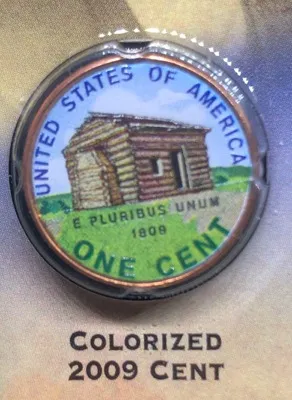 UNITED STATES OF AMERICA
E PLURIBUS UNUM
1809
ONE CENT
COLORIZED
2009 CENT